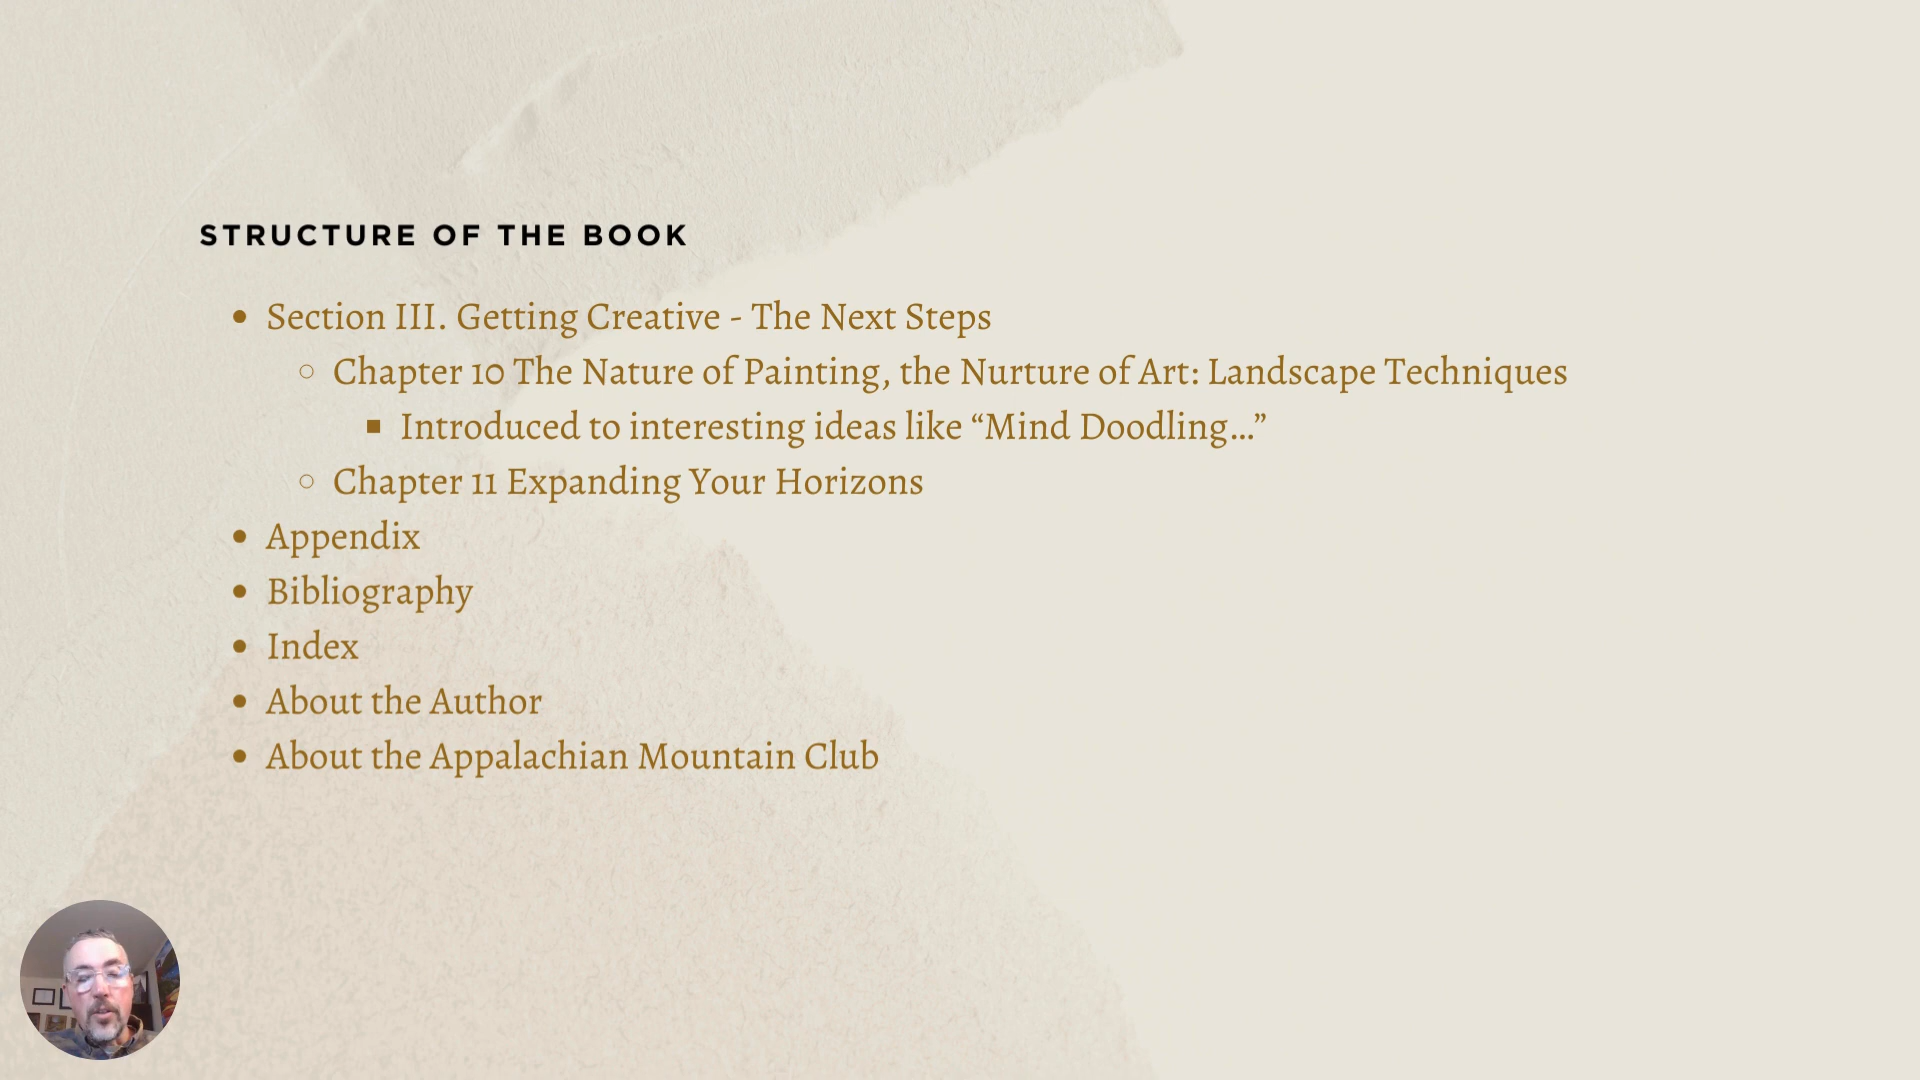 STRUCTURE OF THE BOOK
Section III. Getting Creative - The Next Steps
Chapter 10 The Nature of Painting, the Nurture of Art: Landscape Techniques
Introduced to interesting ideas like “Mind Doodling...”
Chapter 11 Expanding Your Horizons
Appendix
Bibliography
Index
About the Author
About the Appalachian Mountain Club